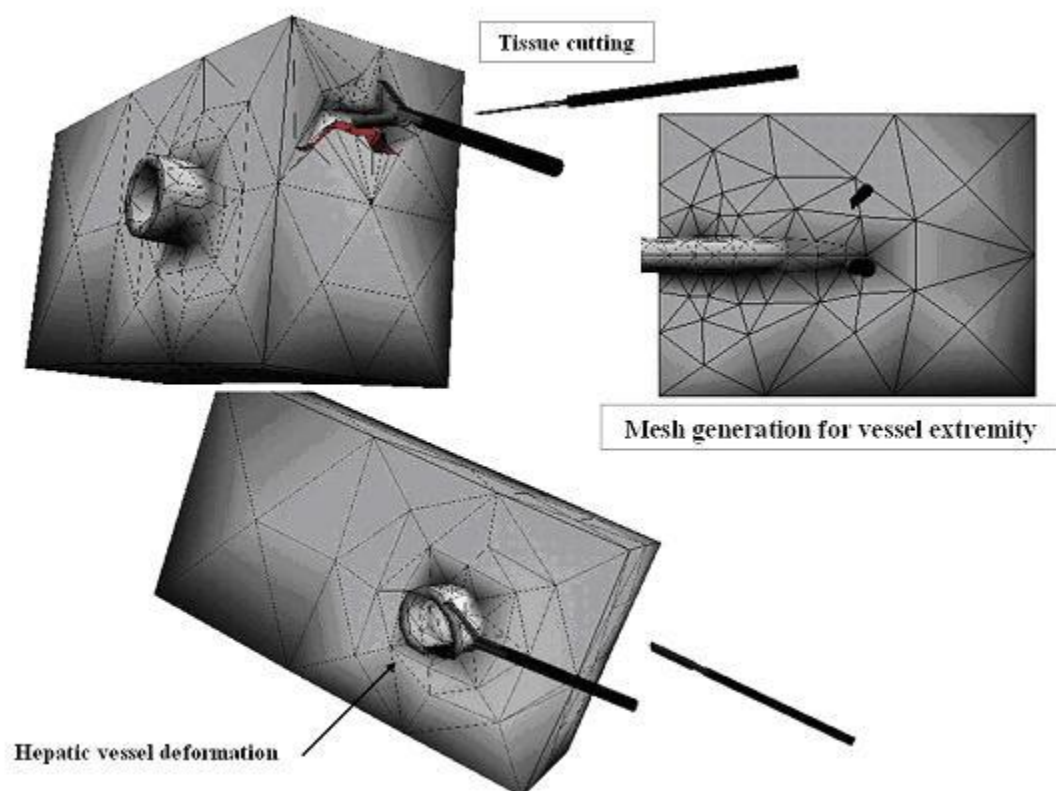 Tissue cutting
Mesh generation for vessel extremity
Hepatic vessel deformation